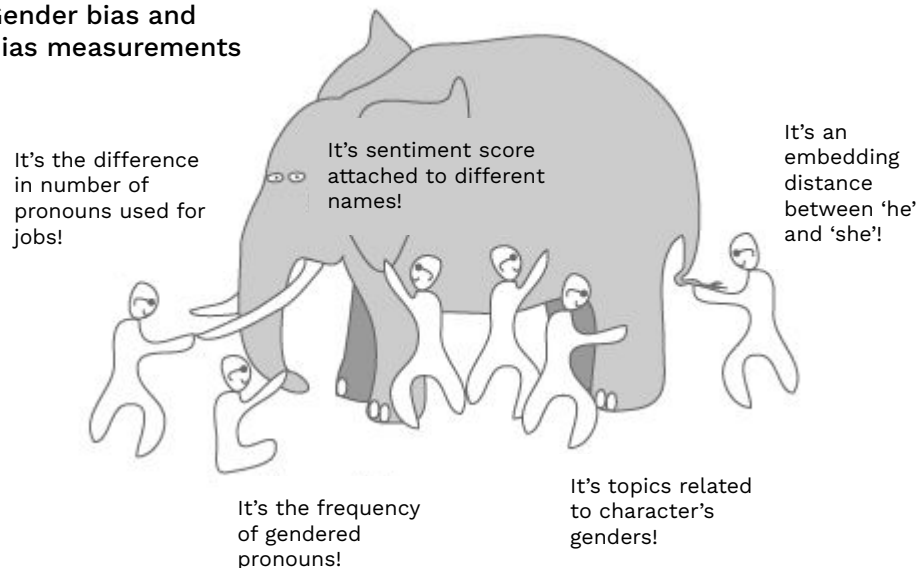 ender bias and
ias measurements
It's the difference
in number of
pronouns used for
jobs!
It's sentiment score
attached to different
names!
It's an
embedding
distance
between ‘he’
and ‘she’!
It's the frequency
of gendered
pronouns!
It's topics related
to character's
genders!